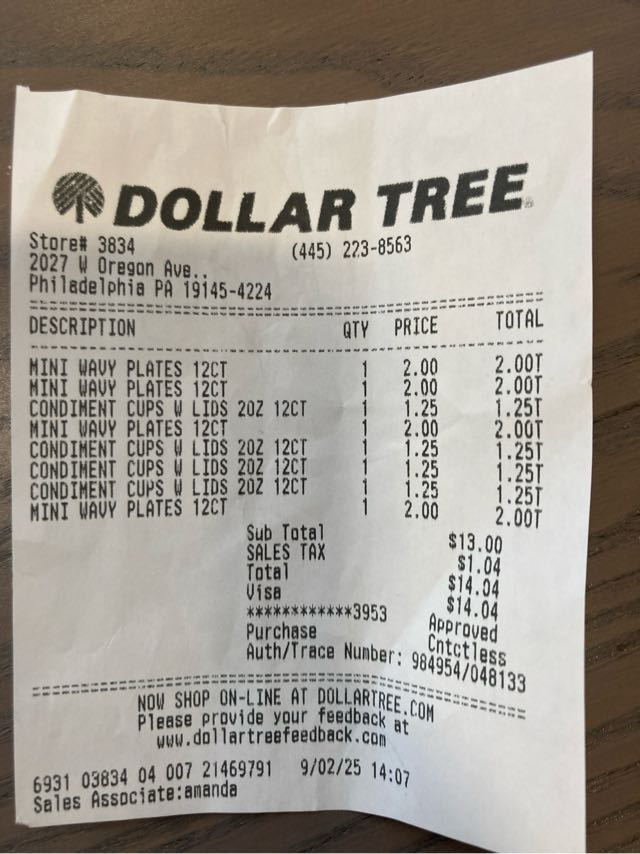 DOLLAR TREE
Store# 3834 (445) 223-8563
2027 W Oregon Ave..
Philadelphia PA 19145-4224
DESCRIPTION QTY PRICE TOTAL
MINI WAVY PLATES 12CT 1 2.00 2.00T
MINI WAVY PLATES 12CT 1 2.00 2.00T
CONDIMENT CUPS W LIDS 2OZ 12CT 1 1.25 1.25T
MINI WAVY PLATES 12CT 1 2.00 2.00T
CONDIMENT CUPS W LIDS 2OZ 12CT 1 1.25 1.25T
CONDIMENT CUPS W LIDS 2OZ 12CT 1 1.25 1.25T
CONDIMENT CUPS W LIDS 2OZ 12CT 1 1.25 1.25T
MINI WAVY PLATES 12CT 1 2.00 2.00T
Sub Total $13.00
SALES TAX $1.04
Total $14.04
Visa $14.04
************3953 Approved
Purchase Cntctless
Auth/Trace Number: 984954/048133
NOW SHOP ON-LINE AT DOLLARTREE.COM
Please provide your feedback at
www.dollartreefeedback.com
6931 03834 04 007 21469791 9/02/25 14:07
Sales Associate:amanda